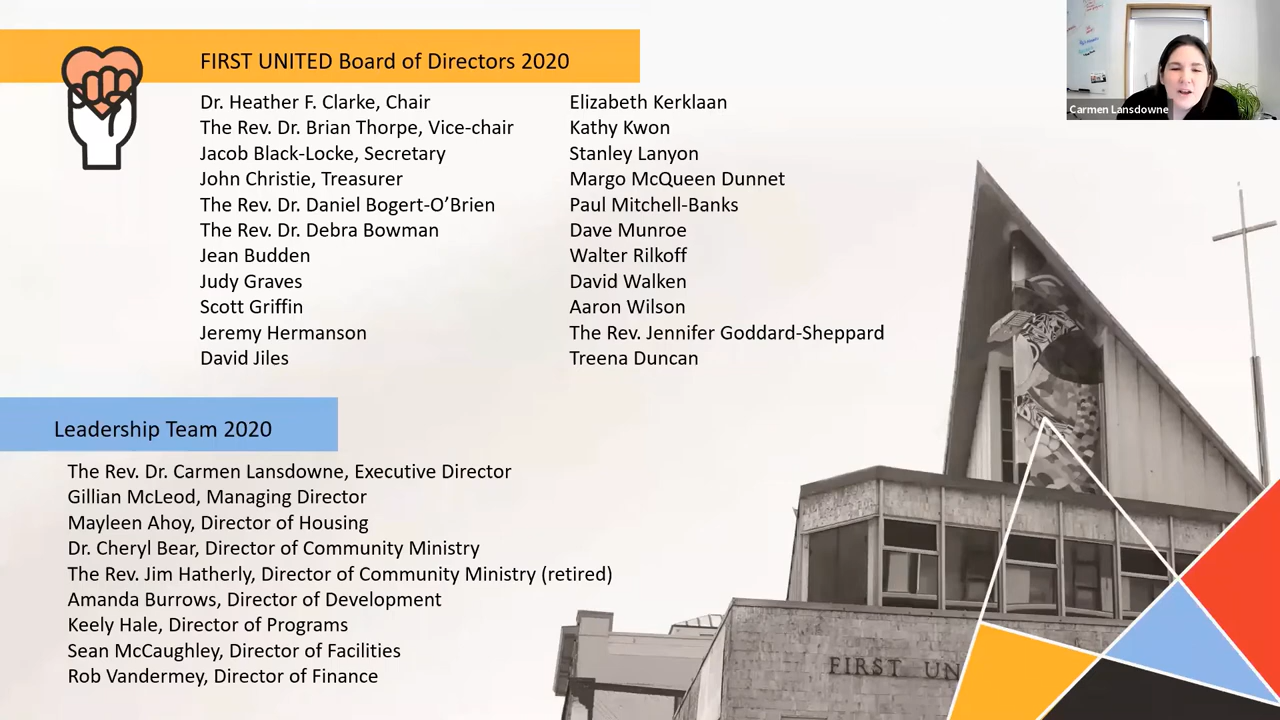 FIRST UNITED Board of Directors 2020
Dr. Heather F. Clarke, Chair
The Rev. Dr. Brian Thorpe, Vice-chair
Jacob Black-Locke, Secretary
John Christie, Treasurer
The Rev. Dr. Daniel Bogert-O’Brien
The Rev. Dr. Debra Bowman
Jean Budden
Judy Graves
Scott Griffin
Jeremy Hermanson
David Jiles
Elizabeth Kerklaan
Kathy Kwon
Stanley Lanyon
Margo McQueen Dunnet
Paul Mitchell-Banks
Dave Munroe
Walter Rilkoff
David Walken
Aaron Wilson
The Rev. Jennifer Goddard-Sheppard
Treena Duncan
Carmen Lansdowne
Leadership Team 2020
The Rev. Dr. Carmen Lansdowne, Executive Director
Gillian McLeod, Managing Director
Mayleen Ahoy, Director of Housing
Dr. Cheryl Bear, Director of Community Ministry
The Rev. Jim Hatherly, Director of Community Ministry (retired)
Amanda Burrows, Director of Development
Keely Hale, Director of Programs
Sean McCaughley, Director of Facilities
Rob Vandermey, Director of Finance
FIRST UN